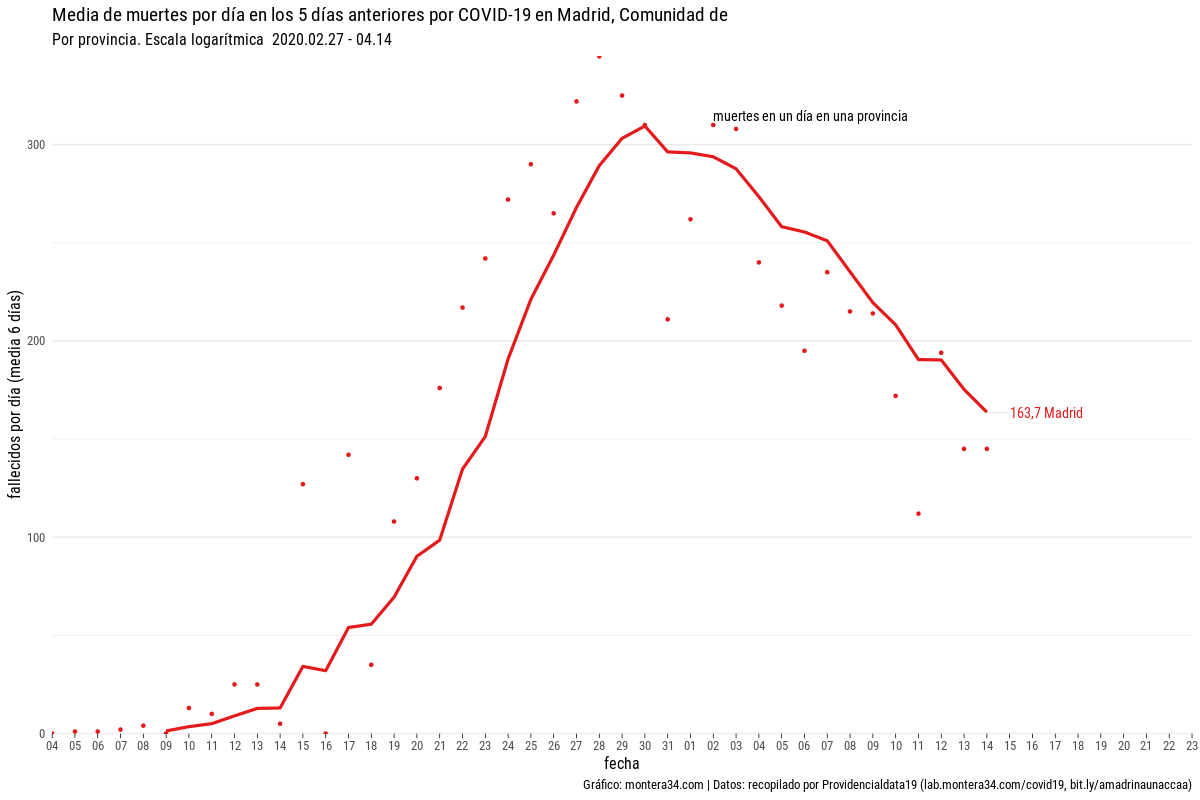 Media de muertes por día en los 5 días anteriores por COVID-19 en Madrid, Comunidad de
Por provincia. Escala logarítmica  2020.02.27 - 04.14
muertes en un día en una provincia
300
200
163,7 Madrid
fallecidos por día (media 6 días)
100
0
04 05 06 07 08 09 10 11 12 13 14 15 16 17 18 19 20 21 22 23 24 25 26 27 28 29 30 31 01 02 03 04 05 06 07 08 09 10 11 12 13 14 15 16 17 18 19 20 21 22 23
fecha
Gráfico: montera34.com | Datos: recopilado por Providencialdata19 (lab.montera34.com/covid19, bit.ly/amadrinaunaccaa)